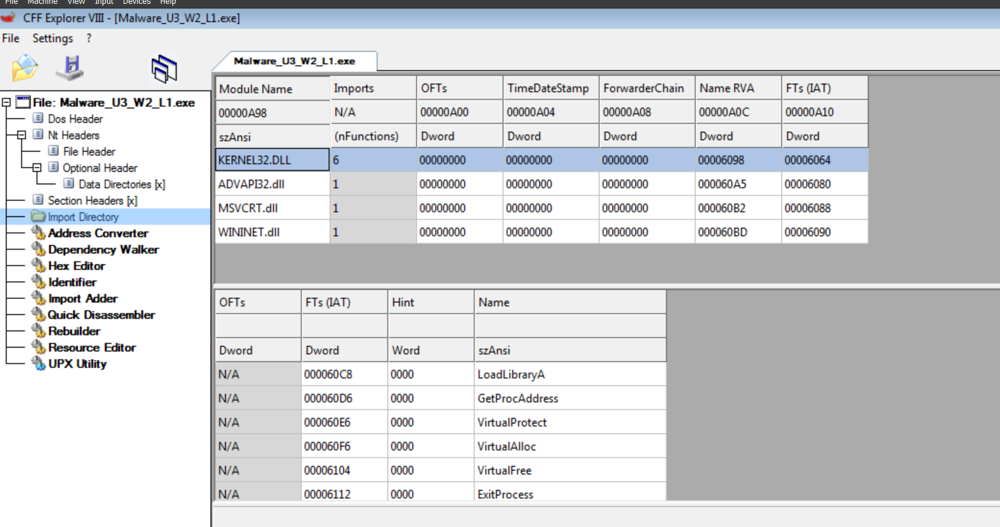 File Machine View Input Devices Help
CFF Explorer VIII - [Malware_U3_W2_L1.exe]
File Settings ?
Malware_U3_W2_L1.exe
File: Malware_U3_W2_L1.exe
Dos Header
Nt Headers
File Header
Optional Header
Data Directories [x]
Section Headers [x]
Import Directory
Address Converter
Dependency Walker
Hex Editor
Identifier
Import Adder
Quick Disassembler
Rebuilder
Resource Editor
UPX Utility
Module Name Imports OFTs TimeDateStamp ForwarderChain Name RVA FTs (IAT)
00000A98 N/A 00000A00 00000A04 00000A08 00000A0C 00000A10
szAnsi (nFunctions) Dword Dword Dword Dword Dword
KERNEL32.DLL 6 00000000 00000000 00000000 00006098 00006064
ADVAPI32.dll 1 00000000 00000000 00000000 000060A5 00006080
MSVCRT.dll 1 00000000 00000000 00000000 000060B2 00006088
WININET.dll 1 00000000 00000000 00000000 000060BD 00006090
OFTs FTs (IAT) Hint Name
Dword Dword Word szAnsi
N/A 000060C8 0000 LoadLibraryA
N/A 000060D6 0000 GetProcAddress
N/A 000060E6 0000 VirtualProtect
N/A 000060F6 0000 VirtualAlloc
N/A 00006104 0000 VirtualFree
N/A 00006112 0000 ExitProcess